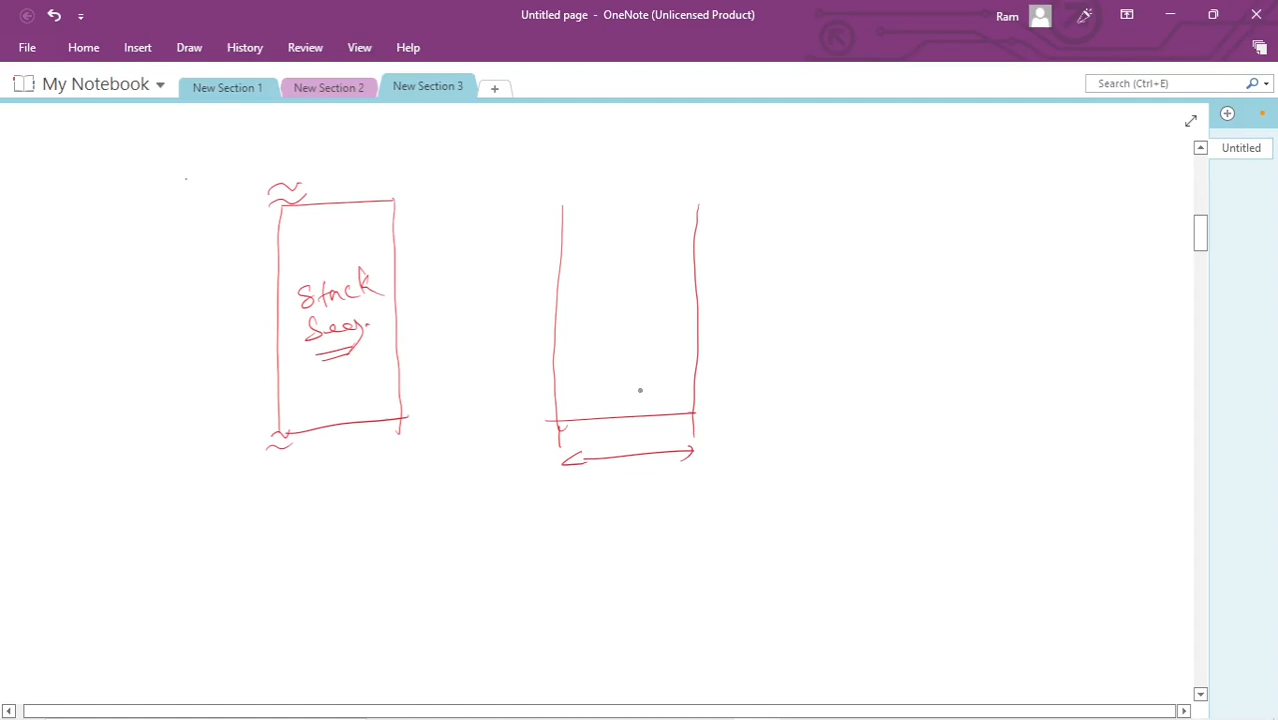 Untitled page - OneNote (Unlicensed Product)
Ram
File Home Insert Draw History Review View Help
My Notebook New Section 1 New Section 2 New Section 3
Search (Ctrl+E)
Untitled
Stack
Seg.